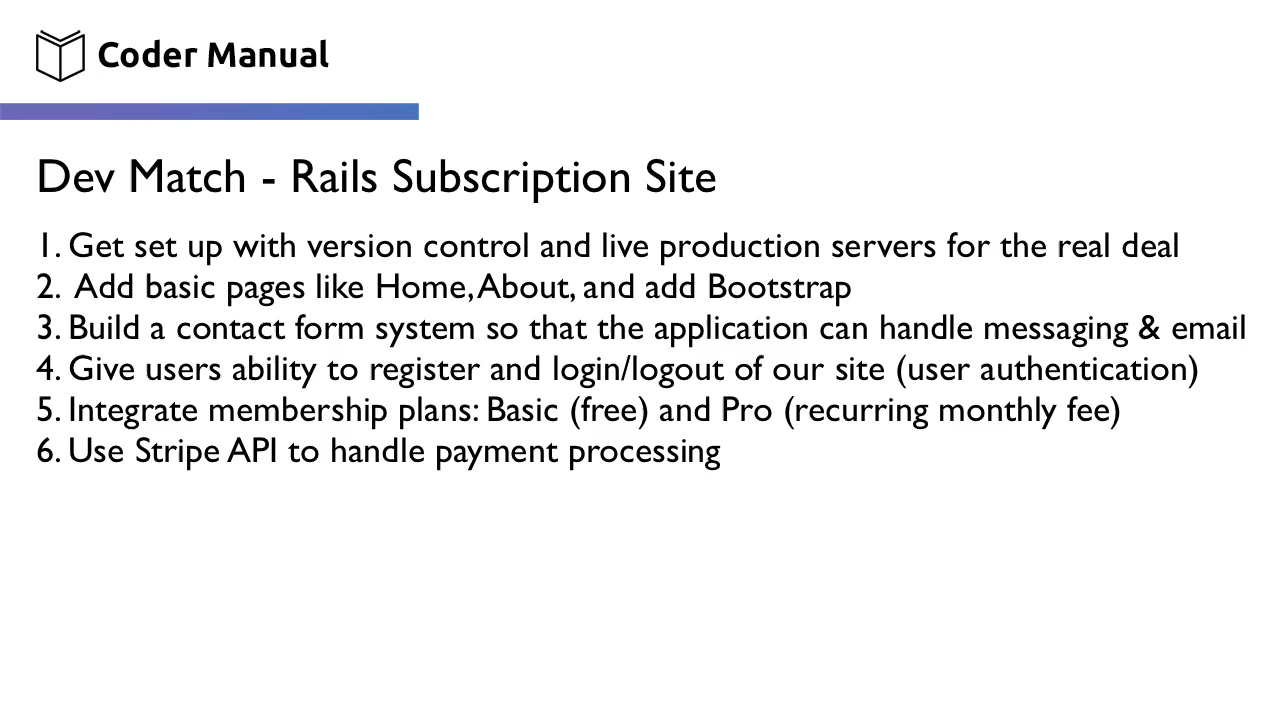 Coder Manual
Dev Match - Rails Subscription Site
1. Get set up with version control and live production servers for the real deal
2. Add basic pages like Home, About, and add Bootstrap
3. Build a contact form system so that the application can handle messaging & email
4. Give users ability to register and login/logout of our site (user authentication)
5. Integrate membership plans: Basic (free) and Pro (recurring monthly fee)
6. Use Stripe API to handle payment processing